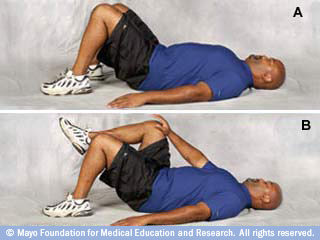 A
B
© Mayo Foundation for Medical Education and Research. All rights reserved.